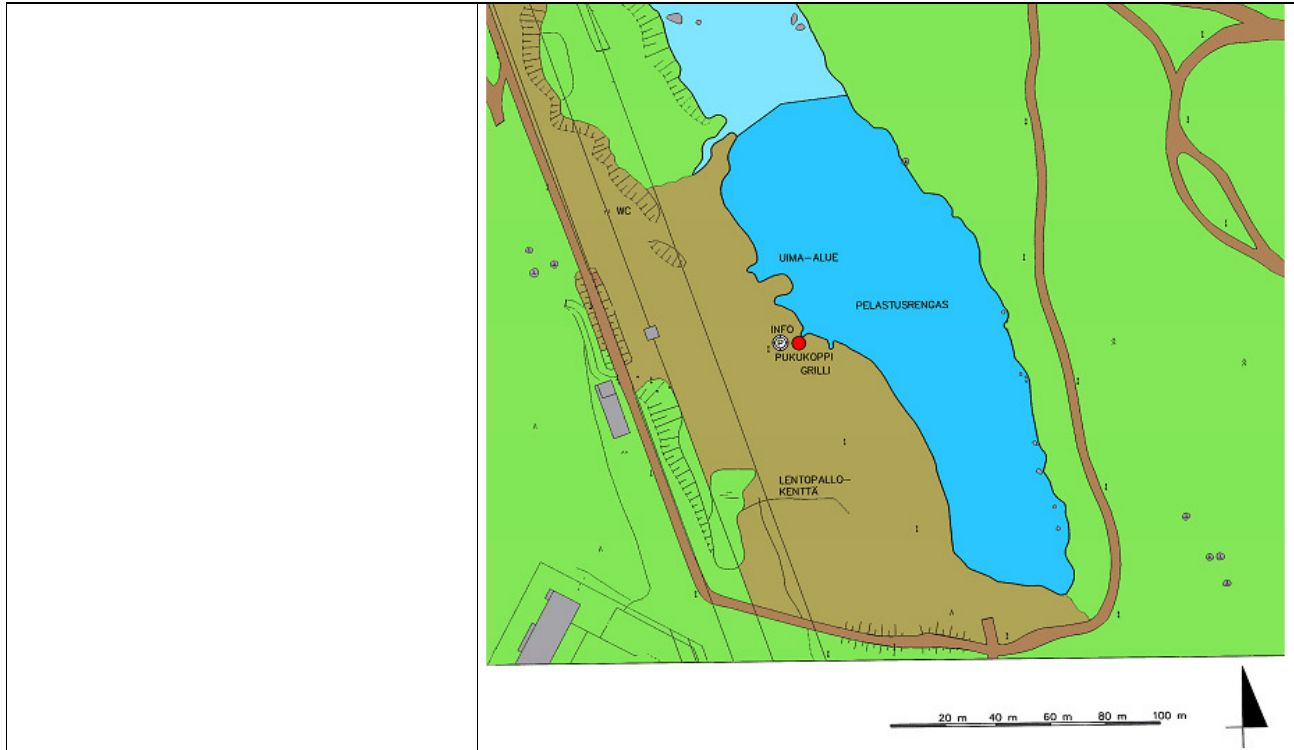 WC
UIMA-ALUE
PELASTUSRENGAS
INFO
P
PUKUKOPPI
GRILLI
LENTOPALLO-
KENTTÄ
20 m 40 m 60 m 80 m 100 m